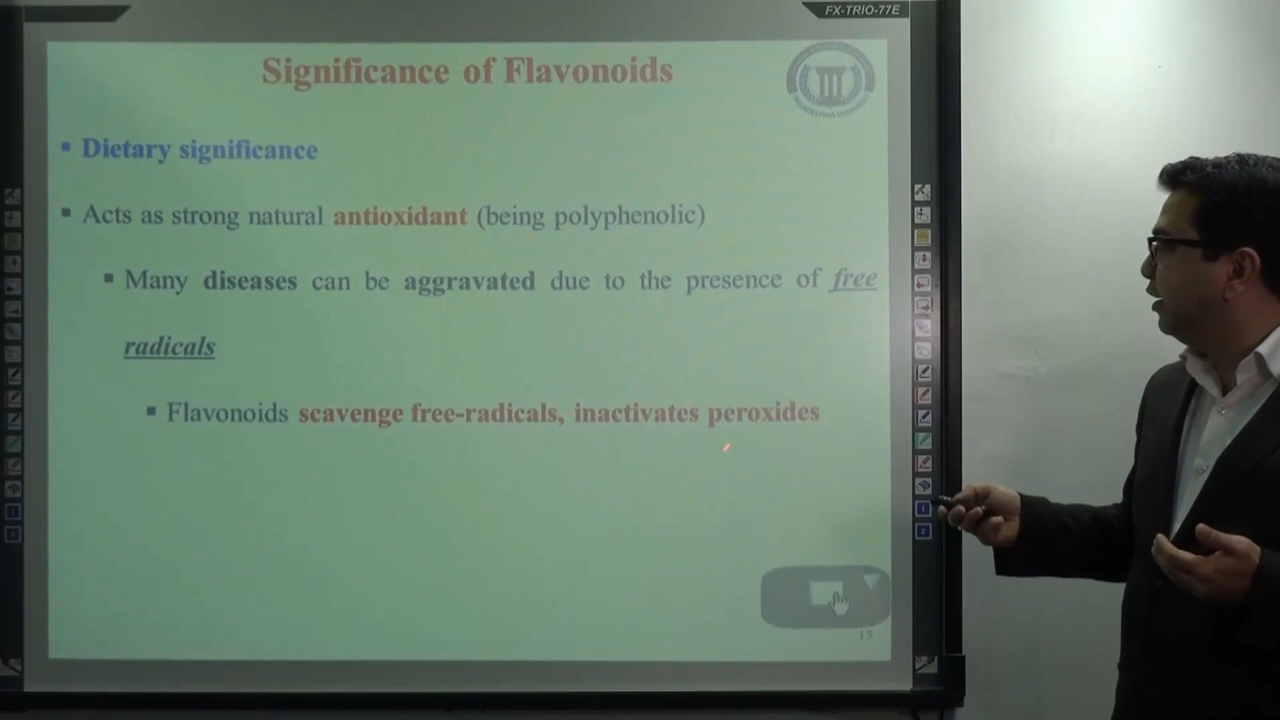 FX-TRIO-77E
Significance of Flavonoids
▪ Dietary significance
▪ Acts as strong natural antioxidant (being polyphenolic)
▪ Many diseases can be aggravated due to the presence of free
radicals
▪ Flavonoids scavenge free-radicals, inactivates peroxides